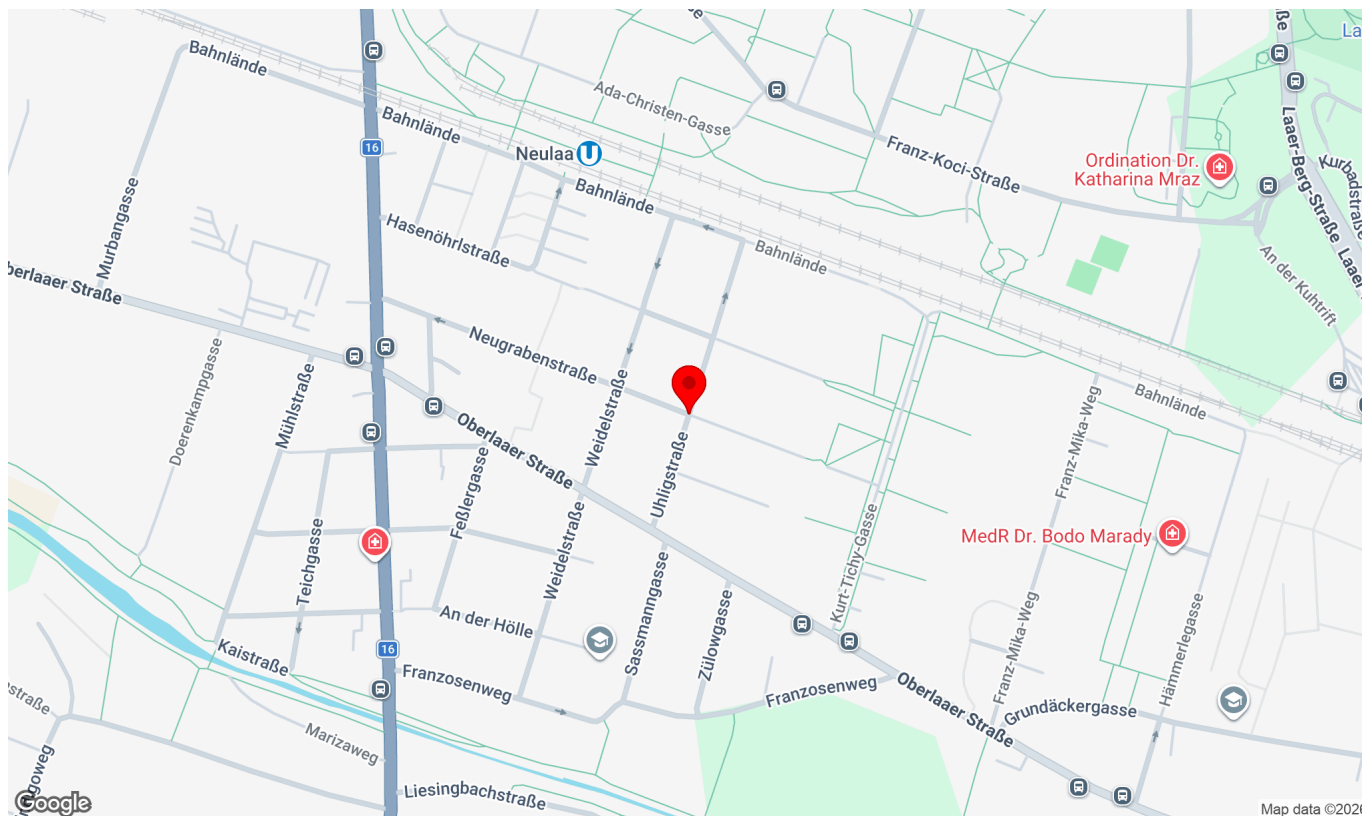 Bahnlände
Bahnlände
16
Neulaa
U
Ada-Christen-Gasse
Franz-Koci-Straße
Ordination Dr.
Katharina Mraz
Laaer-Berg-Straße
La
Kurbadstraße
An der Kuhtrift
Murbangasse
Hasenöhrlstraße
Bahnlände
Bahnlände
Oberlaaer Straße
Neugrabenstraße
Doerenkampgasse
Mühlstraße
Weidelstraße
Oberlaaer Straße
Uhligstraße
Franz-Mika-Weg
Bahnlände
Feßlergasse
Teichgasse
Weidelstraße
Sassmanngasse
Kurt-Tichy-Gasse
MedR Dr. Bodo Marady
An der Hölle
Zülowgasse
Franz-Mika-Weg
Hämmerlegasse
Kaistraße
16
Franzosenweg
Franzosenweg
Oberlaaer Straße
Grundäckergasse
Marizaweg
Liesingbachstraße
Google
Map data ©2026